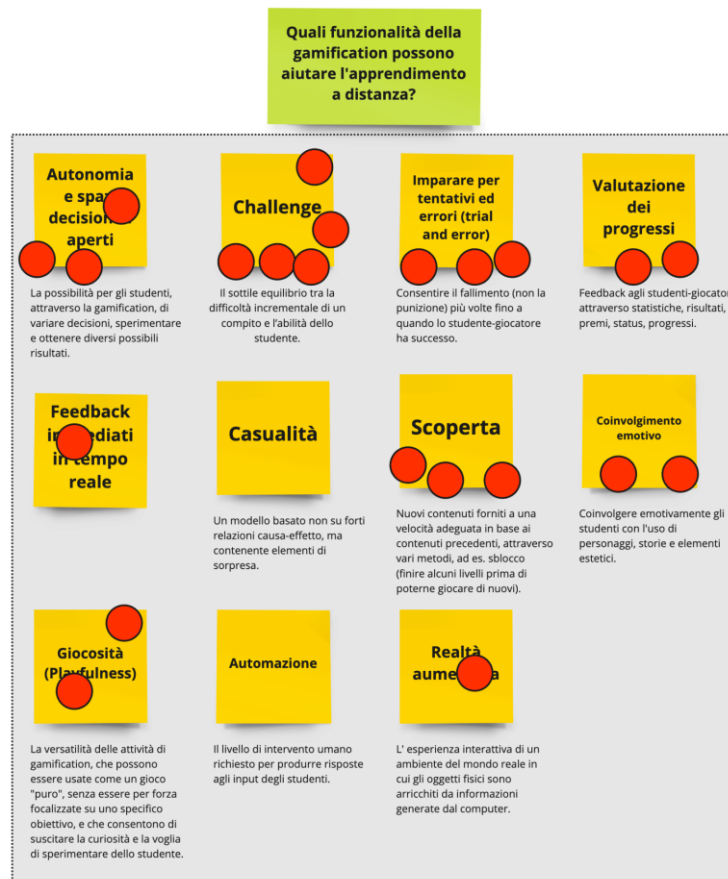 Quali funzionalità della
gamification possono
aiutare l'apprendimento
a distanza?
Autonomia
e
decision
aperti
La possibilità per gli studenti,
attraverso la gamification, di
variare decisioni, sperimentare
e ottenere diversi possibili
risultati.
Challenge
Il sottile equilibrio tra la
difficoltà incrementale di un
compito e l'abilità dello
studente.
Imparare per
tentativi ed
errori (trial
and error)
Consentire il fallimento (non la
punizione) più volte fino a
quando lo studente-giocatore
ha successo.
Valutazione
dei
progressi
Feedback agli studenti-giocator
attraverso statistiche, risultati,
premi, status, progressi.
Feedback
in tempo
reale
Casualità
Un modello basato non su forti
relazioni causa-effetto, ma
contenente elementi di
sorpresa.
Scoperta
Nuovi contenuti forniti a una
velocità adeguata in base ai
contenuti precedenti, attraverso
vari metodi, ad es. sblocco
(finire alcuni livelli prima di
poterne giocare di nuovi).
Coinvolgimento
emotivo
Coinvolgere emotivamente gli
studenti con l'uso di
personaggi, storie e elementi
estetici.
Giocosità
(Playfulness)
La versatilità delle attività di
gamification, che possono
essere usate come un gioco
"puro", senza essere per forza
focalizzate su uno specifico
obiettivo, e che consentono di
suscitare la curiosità e la voglia
di sperimentare dello studente.
Automazione
Il livello di intervento umano
richiesto per produrre risposte
agli input degli studenti.
Realtà
L' esperienza interattiva di un
ambiente del mondo reale in
cui gli oggetti fisici sono
arricchiti da informazioni
generate dal computer.